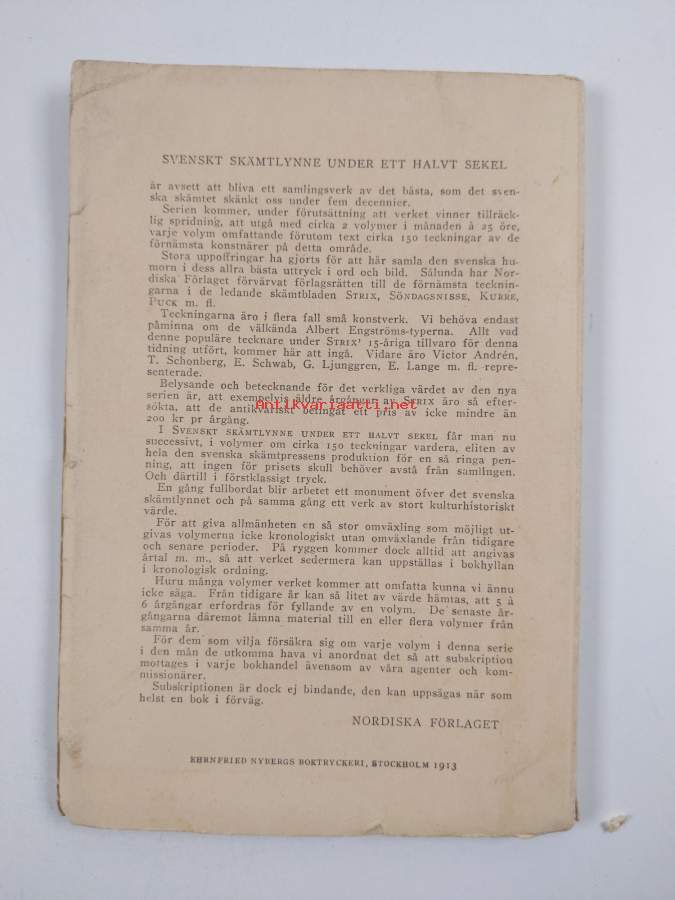 SVENSKT SKÄMTLYNNE UNDER ETT HALVT SEKEL
är avsett att bliva ett samlingsverk av det bästa, som det sven-
ska skämtet skänkt oss under fem decennier.
Serien kommer, under förutsättning att verket vinner tillräck-
lig spridning, att utgå med cirka 2 volymer i månaden à 25 öre,
varje volym omfattande förutom text cirka 150 teckningar av de
förnämsta konstnärer på detta område.
Stora uppoffringar ha gjorts för att här samla den svenska hu-
morn i dess allra bästa uttryck i ord och bild. Sålunda har Nor-
diska Förlaget förvärvat förlagsrätten till de förnämsta tecknin-
garna i de ledande skämtbladen STRIX, SÖNDAGSNISSE, KURRE,
PUCK m. fl.
Teckningarna äro i flera fall små konstverk. Vi behöva endast
påminna om de välkända Albert Engströms-typerna. Allt vad
denne populäre tecknare under STRIX' 15-åriga tillvaro för denna
tidning utfört, kommer här att ingå. Vidare äro Victor Andrén,
T. Schonberg, E. Schwab, G. Ljunggren, E. Lange m. fl. repre-
senterade.
Belysande och betecknande för det verkliga värdet av den nya
serien är, att exempelvis äldre årgångar av STRIX äro så efter-
antikvariaatti.net
sökta, att de antikvariskt betingat ett pris av icke mindre än
200 kr pr årgång.
I SVENSKT SKÄMTLYNNE UNDER ETT HALVT SEKEL får man nu
successivt, i volymer om cirka 150 teckningar vardera, eliten av
hela den svenska skämtpressens produktion för en så ringa pen-
ning, att ingen för prisets skull behöver avstå från samlingen.
Och därtill i förstklassigt tryck.
En gång fullbordat blir arbetet ett monument öfver det svenska
skämtlynnet och på samma gång ett verk av stort kulturhistoriskt
värde.
För att giva allmänheten en så stor omväxling som möjligt ut-
givas volymerna icke kronologiskt utan omväxlande från tidigare
och senare perioder. På ryggen kommer dock alltid att angivas
årtal m. m., så att verket sedermera kan uppställas i bokhyllan
i kronologisk ordning.
Huru många volymer verket kommer att omfatta kunna vi ännu
icke säga. Från tidigare år kan så litet av värde hämtas, att 5 à
6 årgångar erfordras för fyllande av en volym. De senaste år-
gångarna däremot lämna material till en eller flera volymer från
samma år.
För dem som vilja försäkra sig om varje volym i denna serie
i den mån de utkomma hava vi anordnat det så att subskription
mottages i varje bokhandel ävensom av våra agenter och kom-
missionärer.
Subskriptionen är dock ej bindande, den kan uppsägas när som
helst en bok i förväg.
NORDISKA FÖRLAGET
EHRNFRIED NYBERGS BOKTRYCKERI, STOCKHOLM 1913